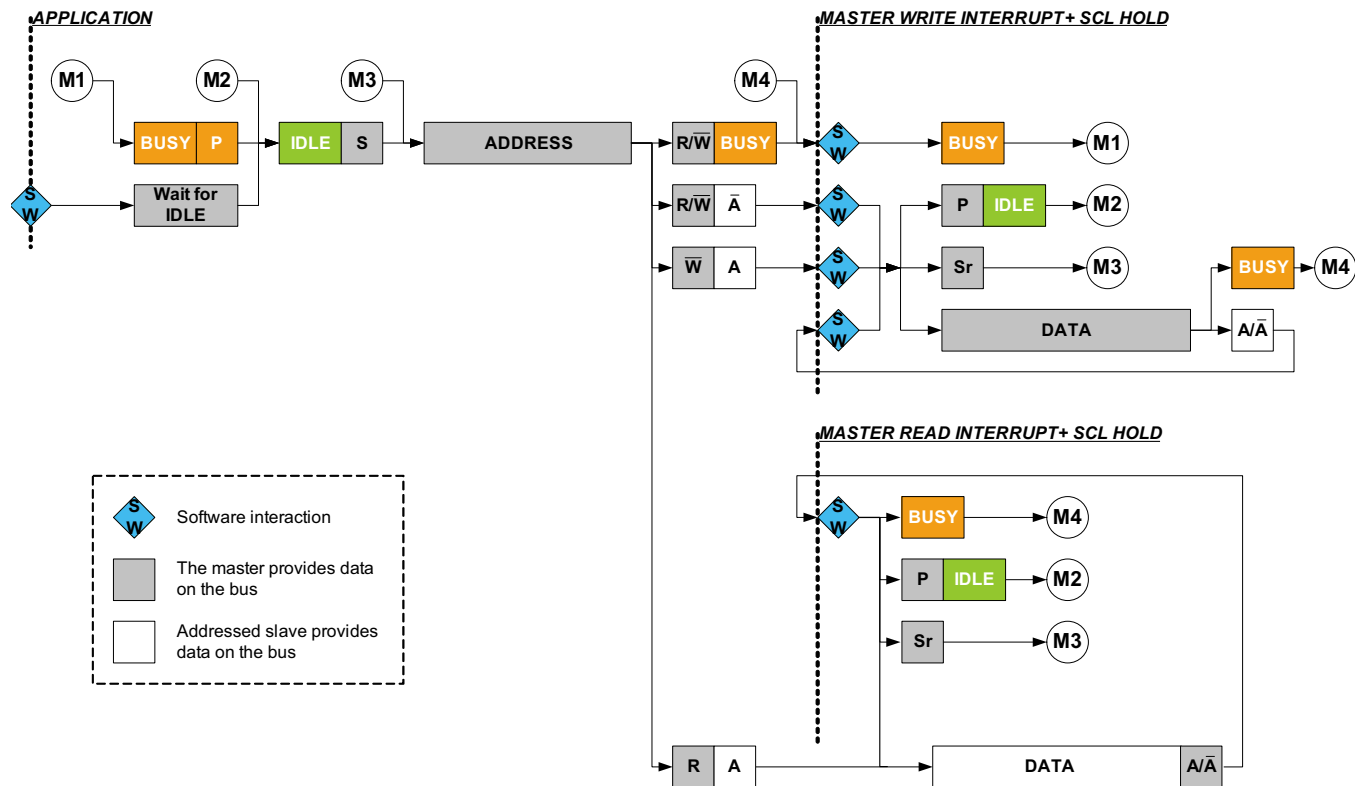 APPLICATION
MASTER WRITE INTERRUPT+ SCL HOLD
M1
M2
M3
M4
BUSY P
IDLE S
ADDRESS
R/W̅ BUSY
S
W
BUSY
M1
S
W
Wait for
IDLE
R/W̅ A̅
S
W
P IDLE
M2
W̅ A
S
W
Sr
M3
BUSY
M4
S
W
DATA
A/A̅
MASTER READ INTERRUPT+ SCL HOLD
S
W
BUSY
M4
P IDLE
M2
Sr
M3
S
W
Software interaction
The master provides data
on the bus
Addressed slave provides
data on the bus
R A
DATA
A/A̅